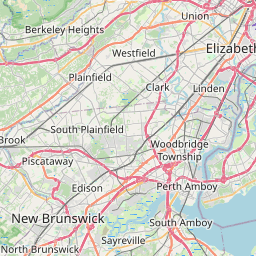 Union
Berkeley Heights
Elizabeth
Westfield
Plainfield
Clark
Linden
South Plainfield
Brook
Woodbridge
Township
Piscataway
Edison
Perth Amboy
New Brunswick
South Amboy
Sayreville
North Brunswick